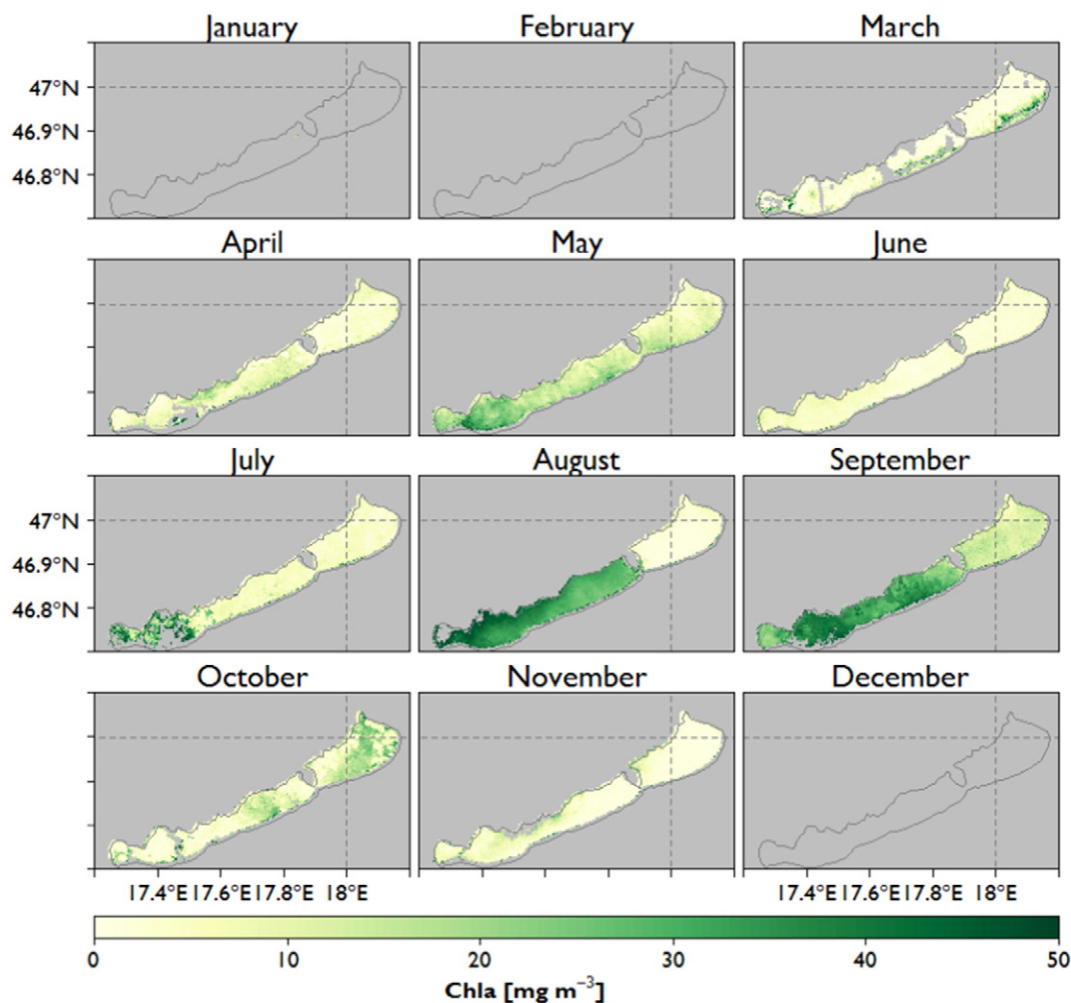 January February March
47°N
46.9°N
46.8°N
April May June
July August September
47°N
46.9°N
46.8°N
October November December
17.4°E 17.6°E 17.8°E 18°E 17.4°E 17.6°E 17.8°E 18°E
0 10 20 30 40 50
Chla [mg m⁻³]